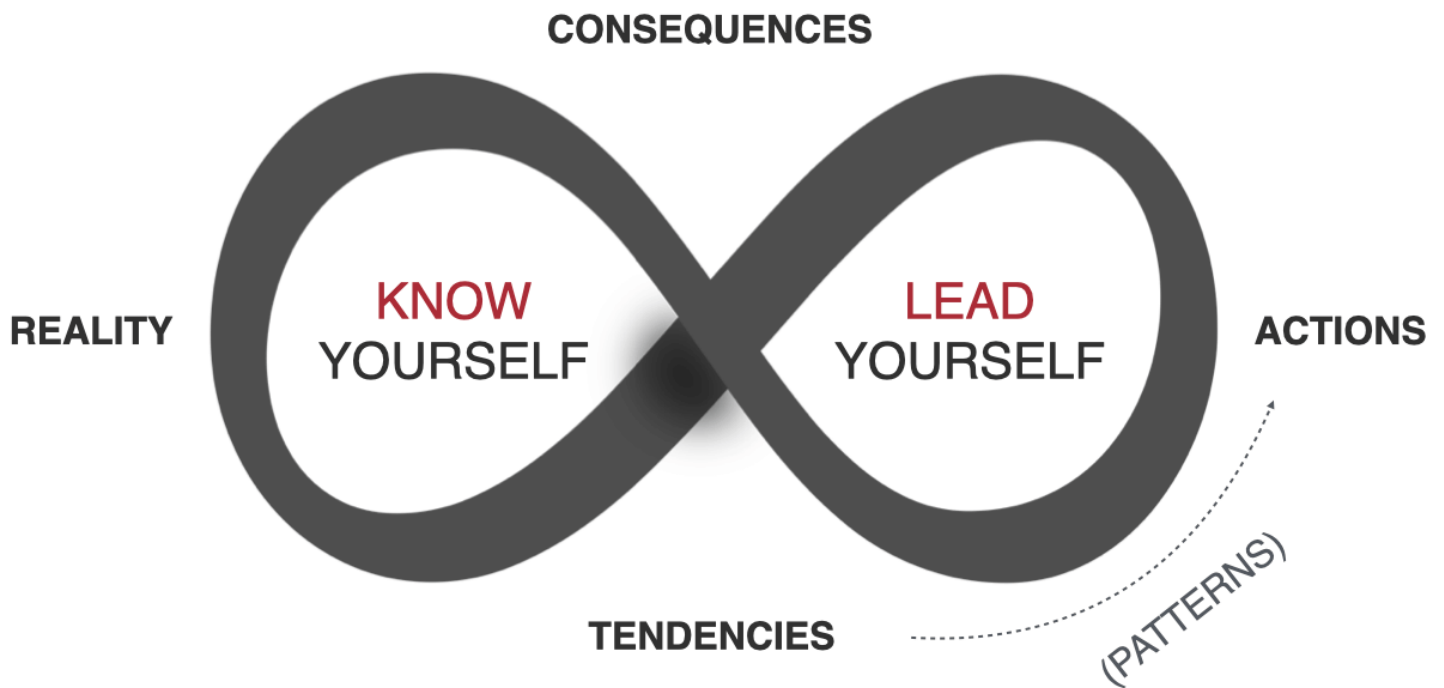 CONSEQUENCES
KNOW
YOURSELF
LEAD
YOURSELF
REALITY
ACTIONS
TENDENCIES
(PATTERNS)